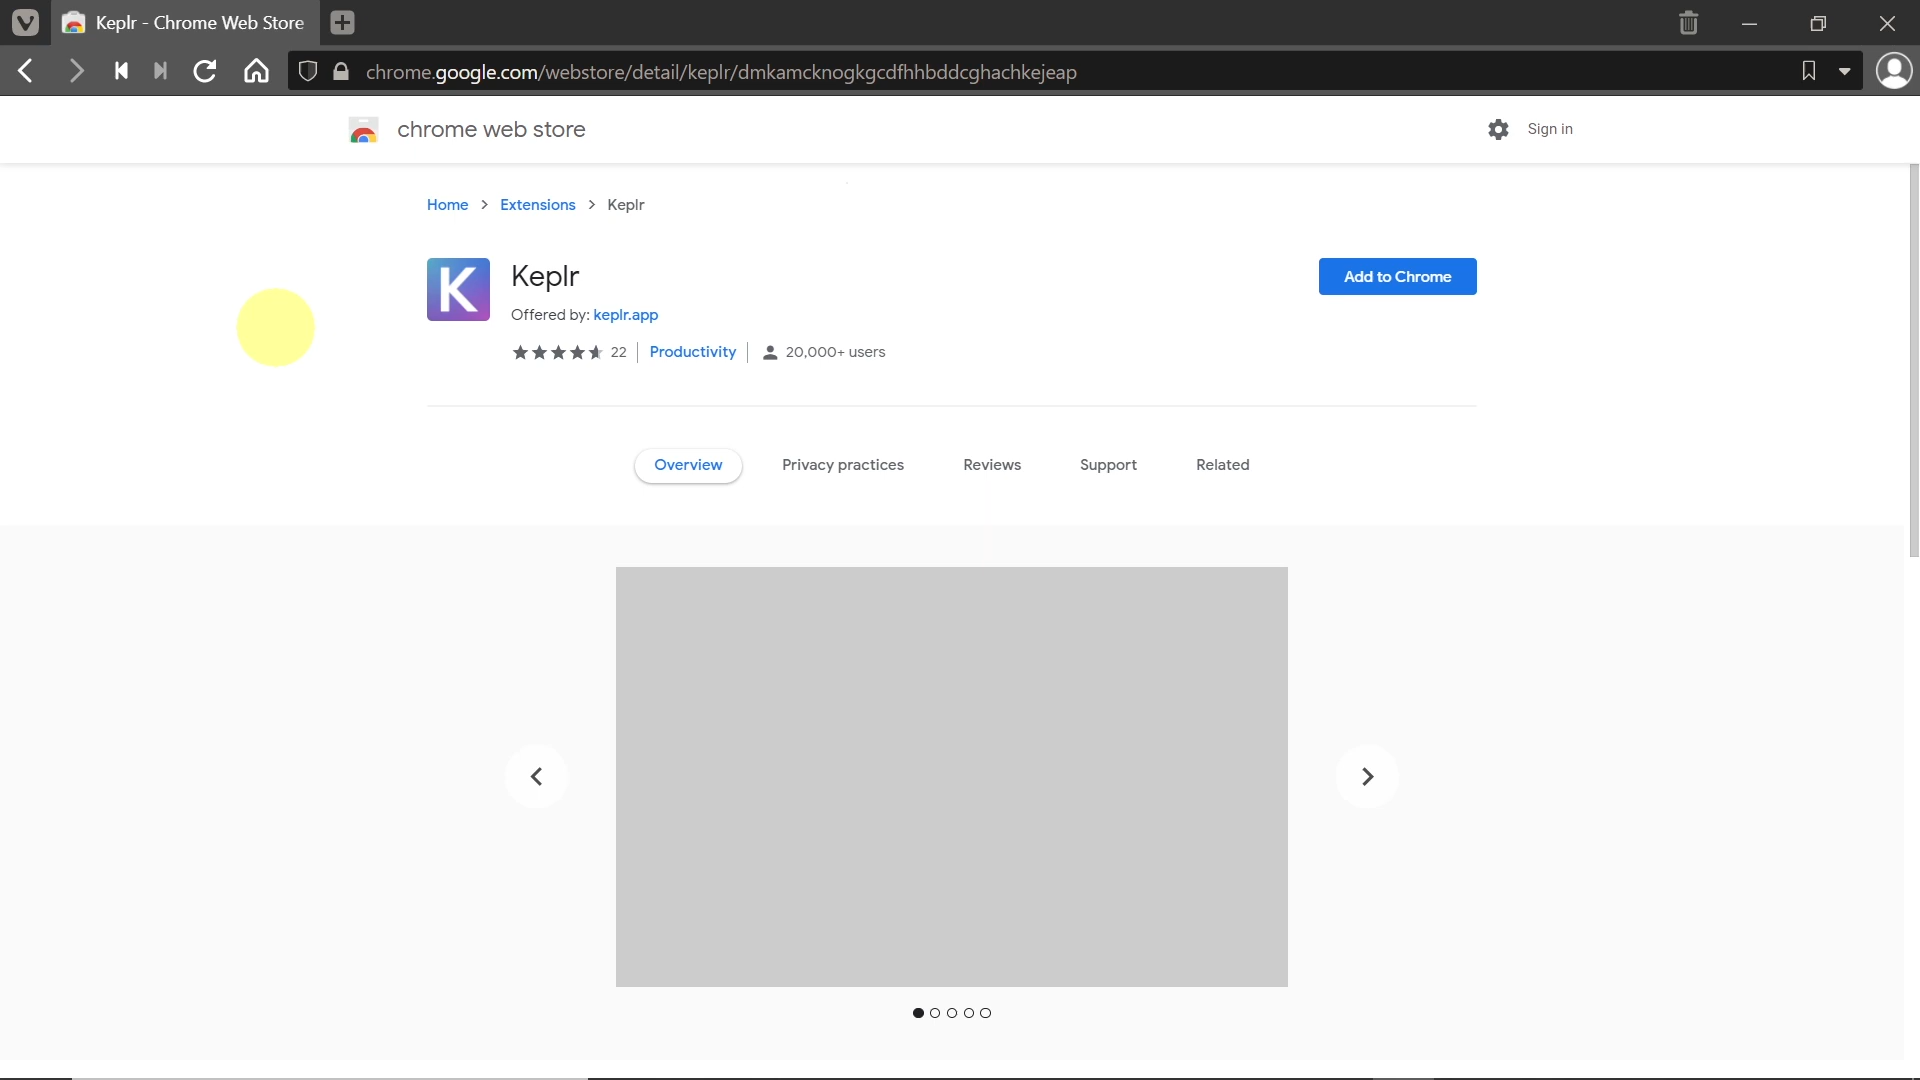 Keplr - Chrome Web Store
chrome.google.com/webstore/detail/keplr/dmkamcknogkgcdfhhbddcghachkejeap
chrome web store
Sign in
Home > Extensions > Keplr
K
Keplr
Add to Chrome
Offered by: keplr.app
22 Productivity 20,000+ users
Overview Privacy practices Reviews Support Related